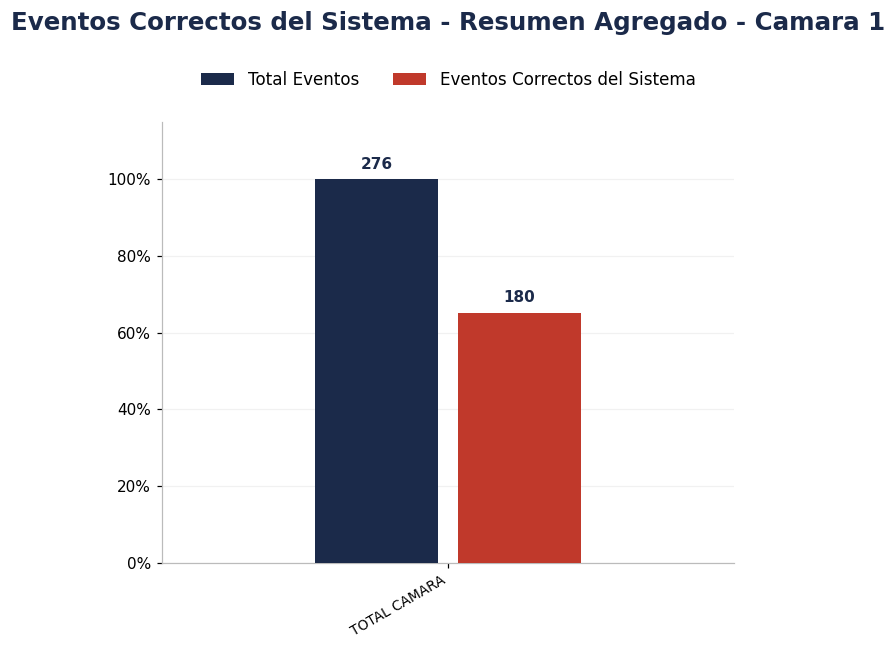 Eventos Correctos del Sistema - Resumen Agregado - Camara 1
Total Eventos
Eventos Correctos del Sistema
276
100%
180
80%
60%
40%
20%
0%
TOTAL CAMARA